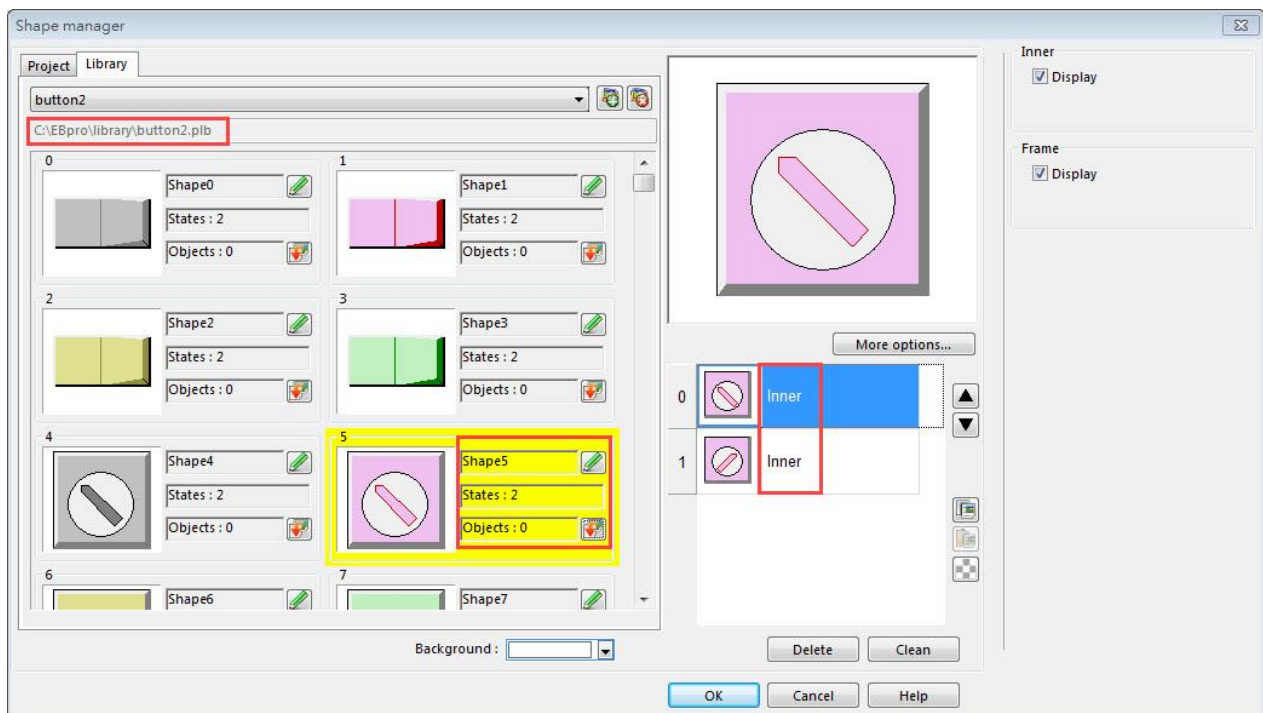 Shape manager
Project
Library
button2
C:\EBpro\library\button2.plb
0
Shape0
States : 2
Objects : 0
1
Shape1
States : 2
Objects : 0
2
Shape2
States : 2
Objects : 0
3
Shape3
States : 2
Objects : 0
4
Shape4
States : 2
Objects : 0
5
Shape5
States : 2
Objects : 0
6
Shape6
7
Shape7
Background :
More options...
0
Inner
1
Inner
Delete
Clean
OK
Cancel
Help
Inner
Display
Frame
Display